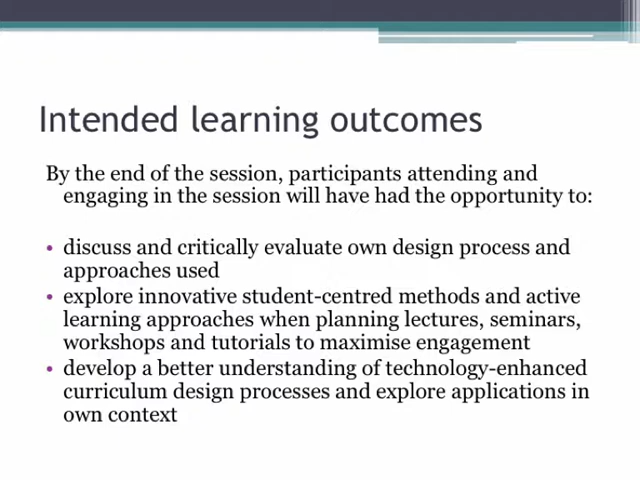 Intended learning outcomes
By the end of the session, participants attending and
engaging in the session will have had the opportunity to:
• discuss and critically evaluate own design process and
approaches used
• explore innovative student-centred methods and active
learning approaches when planning lectures, seminars,
workshops and tutorials to maximise engagement
• develop a better understanding of technology-enhanced
curriculum design processes and explore applications in
own context